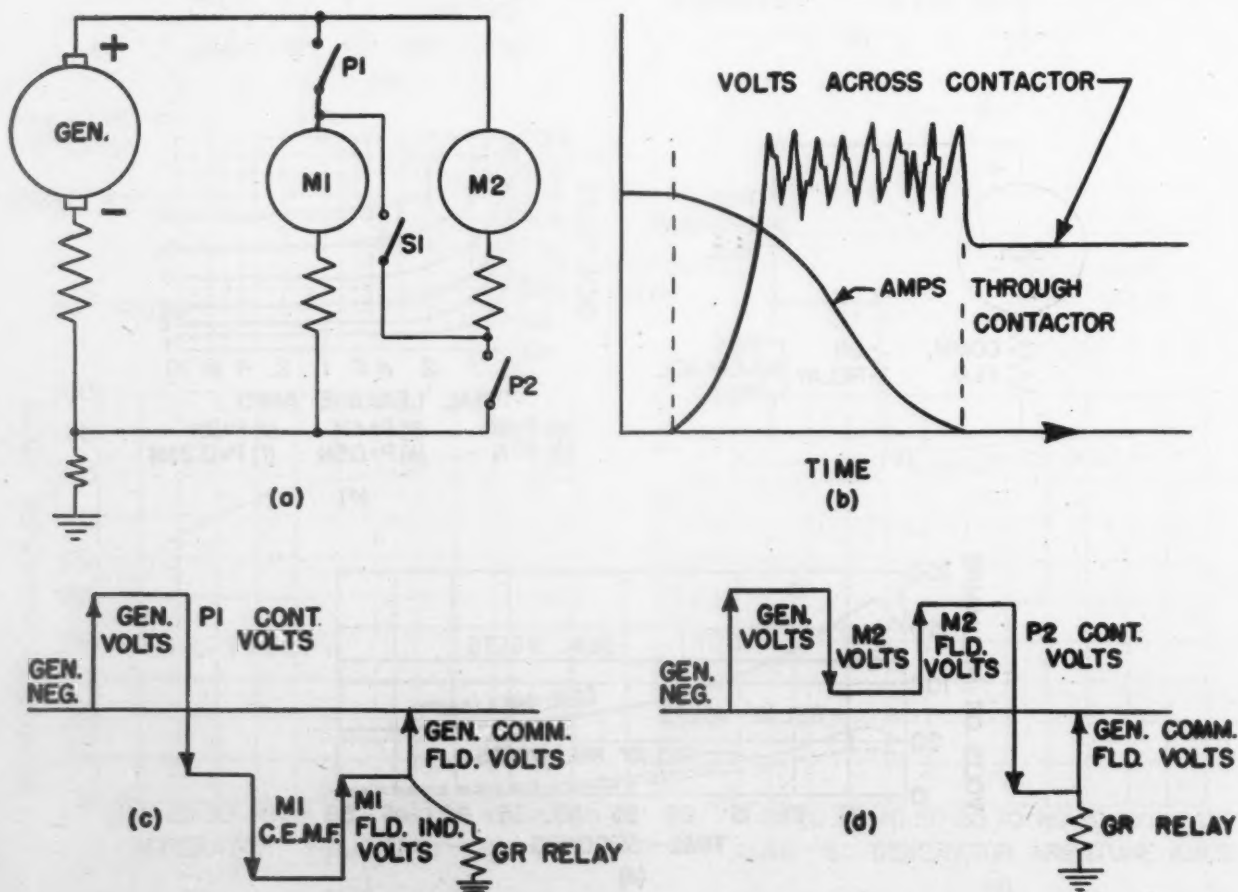 +
GEN.
-
P1
M1
S1
M2
P2
(a)
VOLTS ACROSS CONTACTOR
AMPS THROUGH
CONTACTOR
TIME
(b)
GEN.
NEG.
GEN.
VOLTS
P1 CONT.
VOLTS
M1
C.E.M.F.
M1
FLD. IND.
VOLTS
GEN. COMM.
FLD. VOLTS
GR RELAY
(c)
GEN.
NEG.
GEN.
VOLTS
M2
VOLTS
M2
FLD.
VOLTS
P2 CONT.
VOLTS
GEN. COMM.
FLD. VOLTS
GR RELAY
(d)